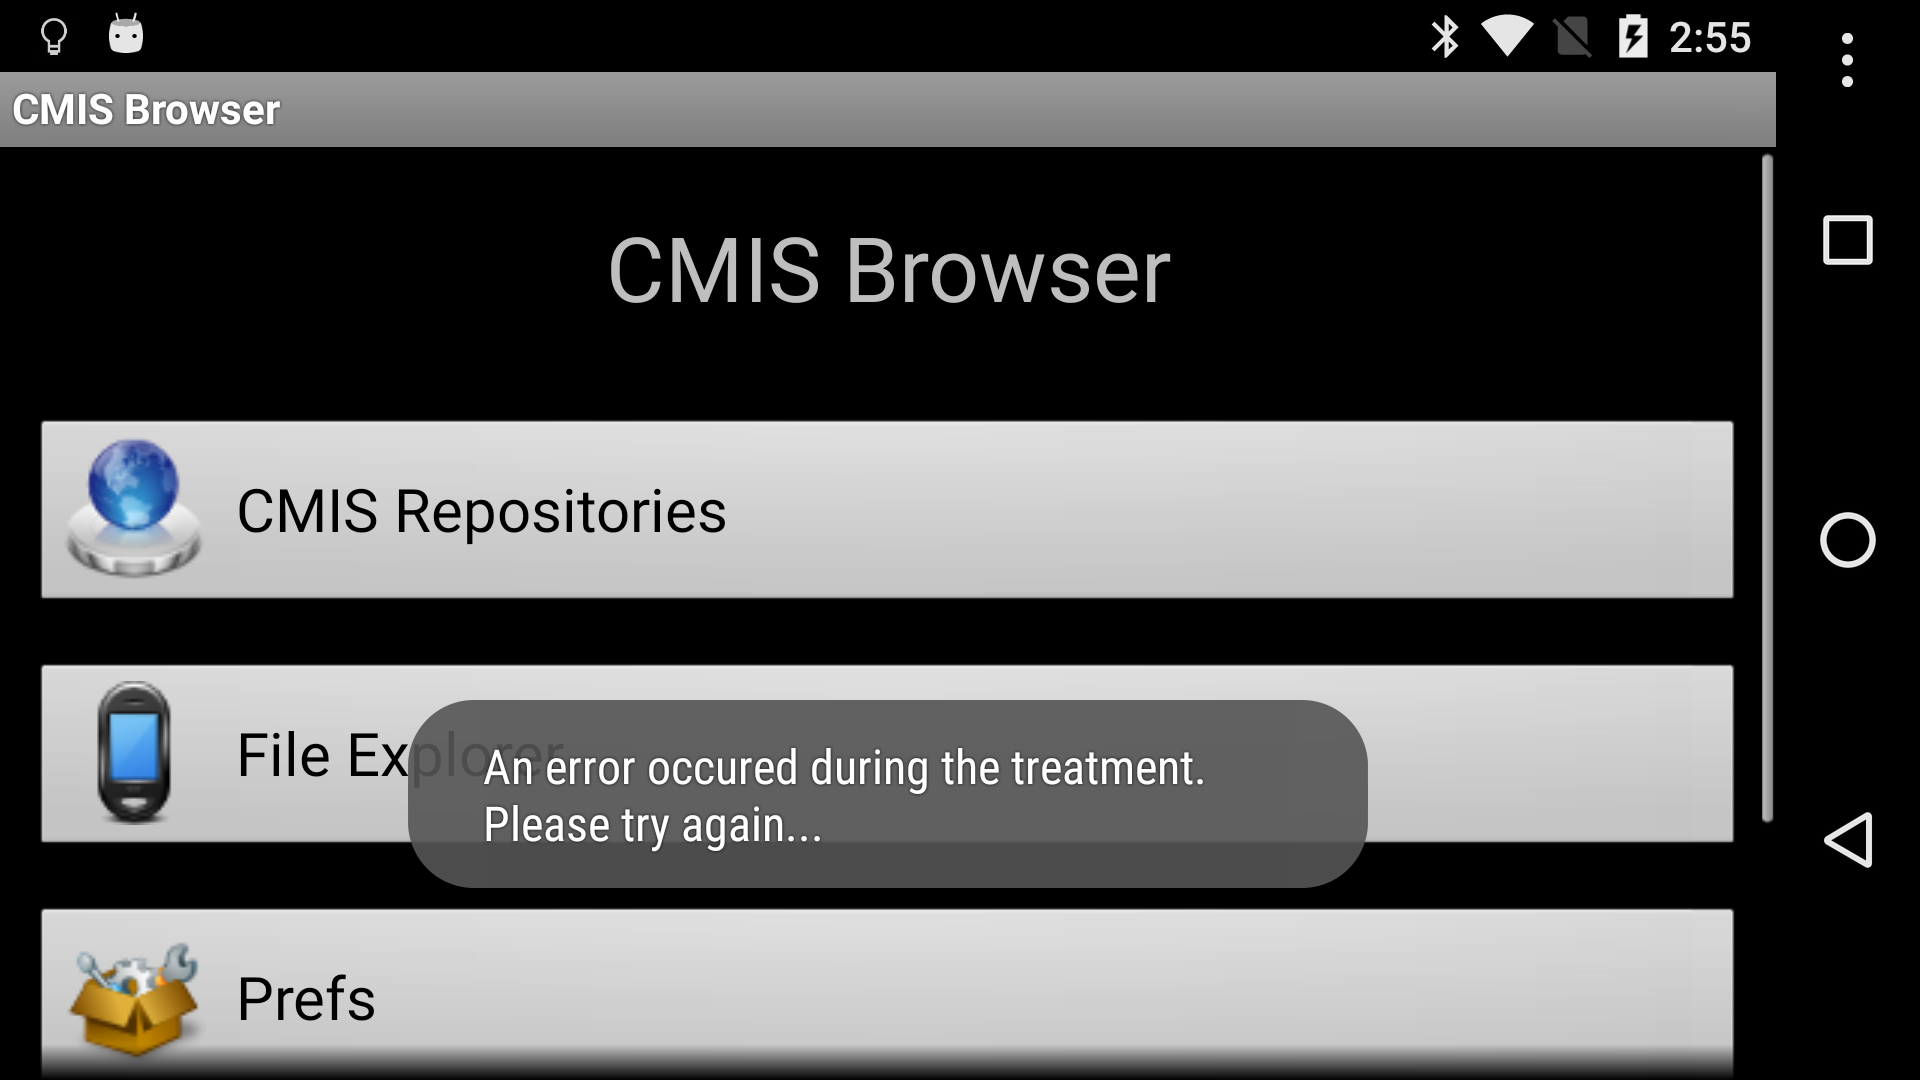 2:55
CMIS Browser
CMIS Browser
CMIS Repositories
File Explorer
An error occured during the treatment.
Please try again...
Prefs